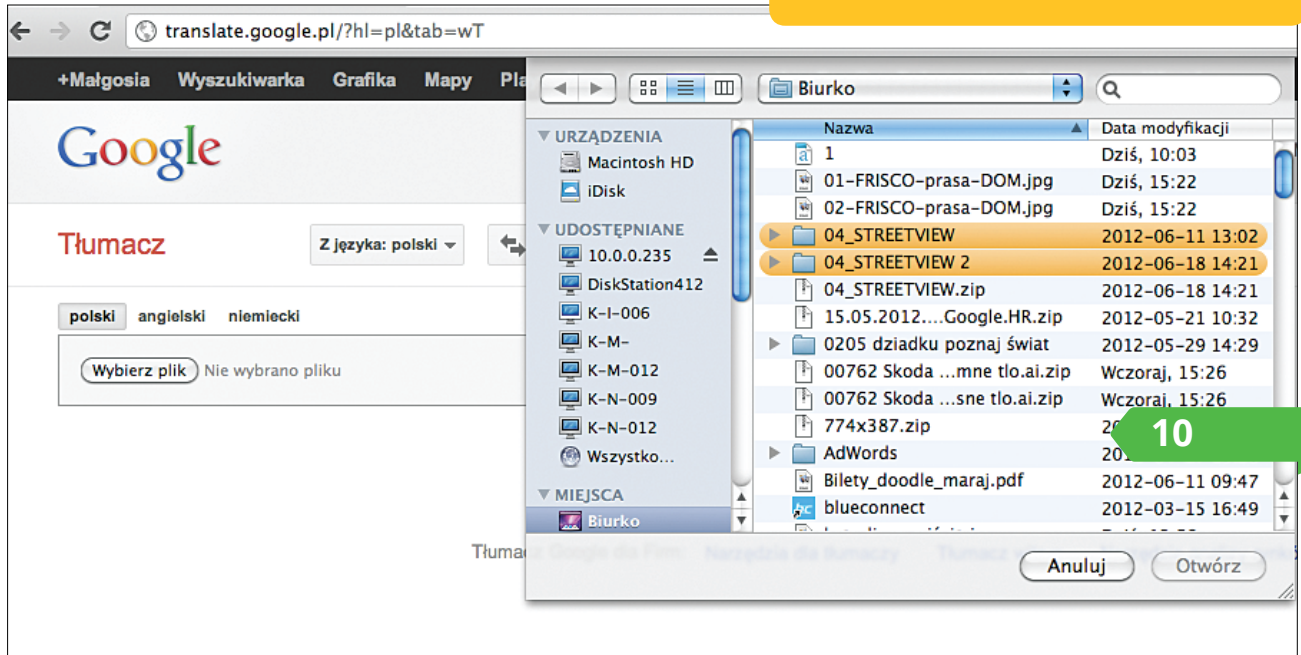 translate.google.pl/?hl=pl&tab=wT
+Małgosia Wyszukiwarka Grafika Mapy
Google
Tłumacz
Z języka: polski
polski angielski niemiecki
Wybierz plik Nie wybrano pliku
Biurko
URZĄDZENIA
Macintosh HD
iDisk
UDOSTĘPNIANE
10.0.0.235
DiskStation412
K-I-006
K-M-
K-M-012
K-N-009
K-N-012
Wszystko...
MIEJSCA
Biurko
Nazwa Data modyfikacji
1 Dziś, 10:03
01-FRISCO-prasa-DOM.jpg Dziś, 15:22
02-FRISCO-prasa-DOM.jpg Dziś, 15:22
04_STREETVIEW 2012-06-11 13:02
04_STREETVIEW 2 2012-06-18 14:21
04_STREETVIEW.zip 2012-06-18 14:21
15.05.2012....Google.HR.zip 2012-05-21 10:32
0205 dziadku poznaj świat 2012-05-29 14:29
00762 Skoda ...mne tlo.ai.zip Wczoraj, 15:26
00762 Skoda ...sne tlo.ai.zip Wczoraj, 15:26
774x387.zip
AdWords
Bilety_doodle_maraj.pdf 2012-06-11 09:47
blueconnect 2012-03-15 16:49
10
Anuluj Otwórz